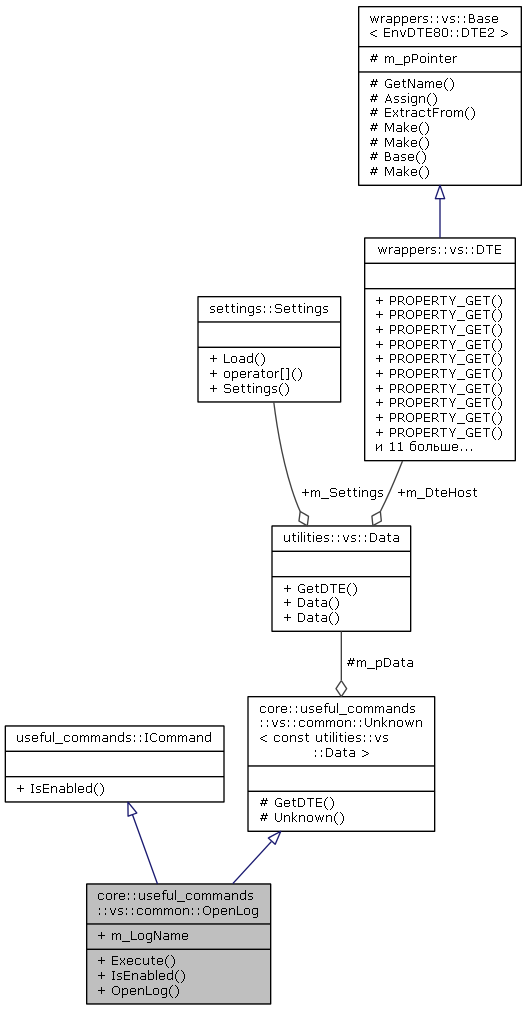 wrappers::vs::Base
< EnvDTE80::DTE2 >
# m_pPointer
# GetName()
# Assign()
# ExtractFrom()
# Make()
# Make()
# Base()
# Make()
wrappers::vs::DTE
+ PROPERTY_GET()
+ PROPERTY_GET()
+ PROPERTY_GET()
+ PROPERTY_GET()
+ PROPERTY_GET()
+ PROPERTY_GET()
+ PROPERTY_GET()
+ PROPERTY_GET()
+ PROPERTY_GET()
+ PROPERTY_GET()
и 11 больше...
settings::Settings
+ Load()
+ operator[]()
+ Settings()
+m_Settings
+m_DteHost
utilities::vs::Data
+ GetDTE()
+ Data()
+ Data()
#m_pData
core::useful_commands
::vs::common::Unknown
< const utilities::vs
::Data >
# GetDTE()
# Unknown()
useful_commands::ICommand
+ IsEnabled()
core::useful_commands
::vs::common::OpenLog
+ m_LogName
+ Execute()
+ IsEnabled()
+ OpenLog()